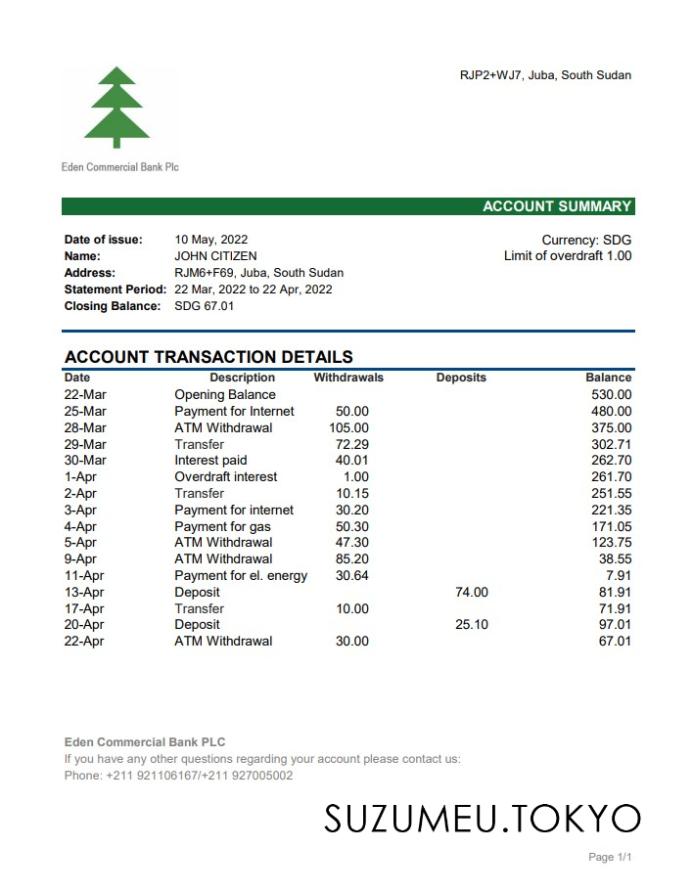 RJP2+WJ7, Juba, South Sudan
Eden Commercial Bank Plc
ACCOUNT SUMMARY
Date of issue: 10 May, 2022 Currency: SDG
Name: JOHN CITIZEN Limit of overdraft 1.00
Address: RJM6+F69, Juba, South Sudan
Statement Period: 22 Mar, 2022 to 22 Apr, 2022
Closing Balance: SDG 67.01
ACCOUNT TRANSACTION DETAILS
Date Description Withdrawals Deposits Balance
22-Mar Opening Balance 530.00
25-Mar Payment for Internet 50.00 480.00
28-Mar ATM Withdrawal 105.00 375.00
29-Mar Transfer 72.29 302.71
30-Mar Interest paid 40.01 262.70
1-Apr Overdraft interest 1.00 261.70
2-Apr Transfer 10.15 251.55
3-Apr Payment for internet 30.20 221.35
4-Apr Payment for gas 50.30 171.05
5-Apr ATM Withdrawal 47.30 123.75
9-Apr ATM Withdrawal 85.20 38.55
11-Apr Payment for el. energy 30.64 7.91
13-Apr Deposit 74.00 81.91
17-Apr Transfer 10.00 71.91
20-Apr Deposit 25.10 97.01
22-Apr ATM Withdrawal 30.00 67.01
Eden Commercial Bank PLC
If you have any other questions regarding your account please contact us:
Phone: +211 921106167/+211 927005002
SUZUMEU.TOKYO
Page 1/1